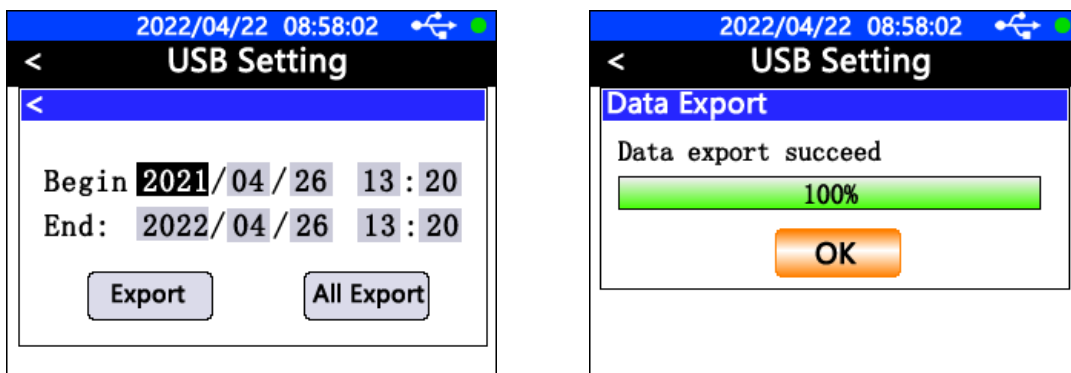 2022/04/22 08:58:02
< USB Setting
<
Begin 2021/04/26 13:20
End: 2022/04/26 13:20
Export All Export
2022/04/22 08:58:02
< USB Setting
Data Export
Data export succeed
100%
OK